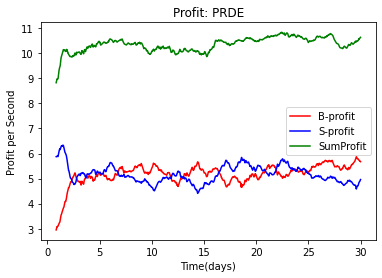 Profit: PRDE
11
10
9
8
7
6
5
4
3
Profit per Second
B-profit
S-profit
SumProfit
0 5 10 15 20 25 30
Time(days)